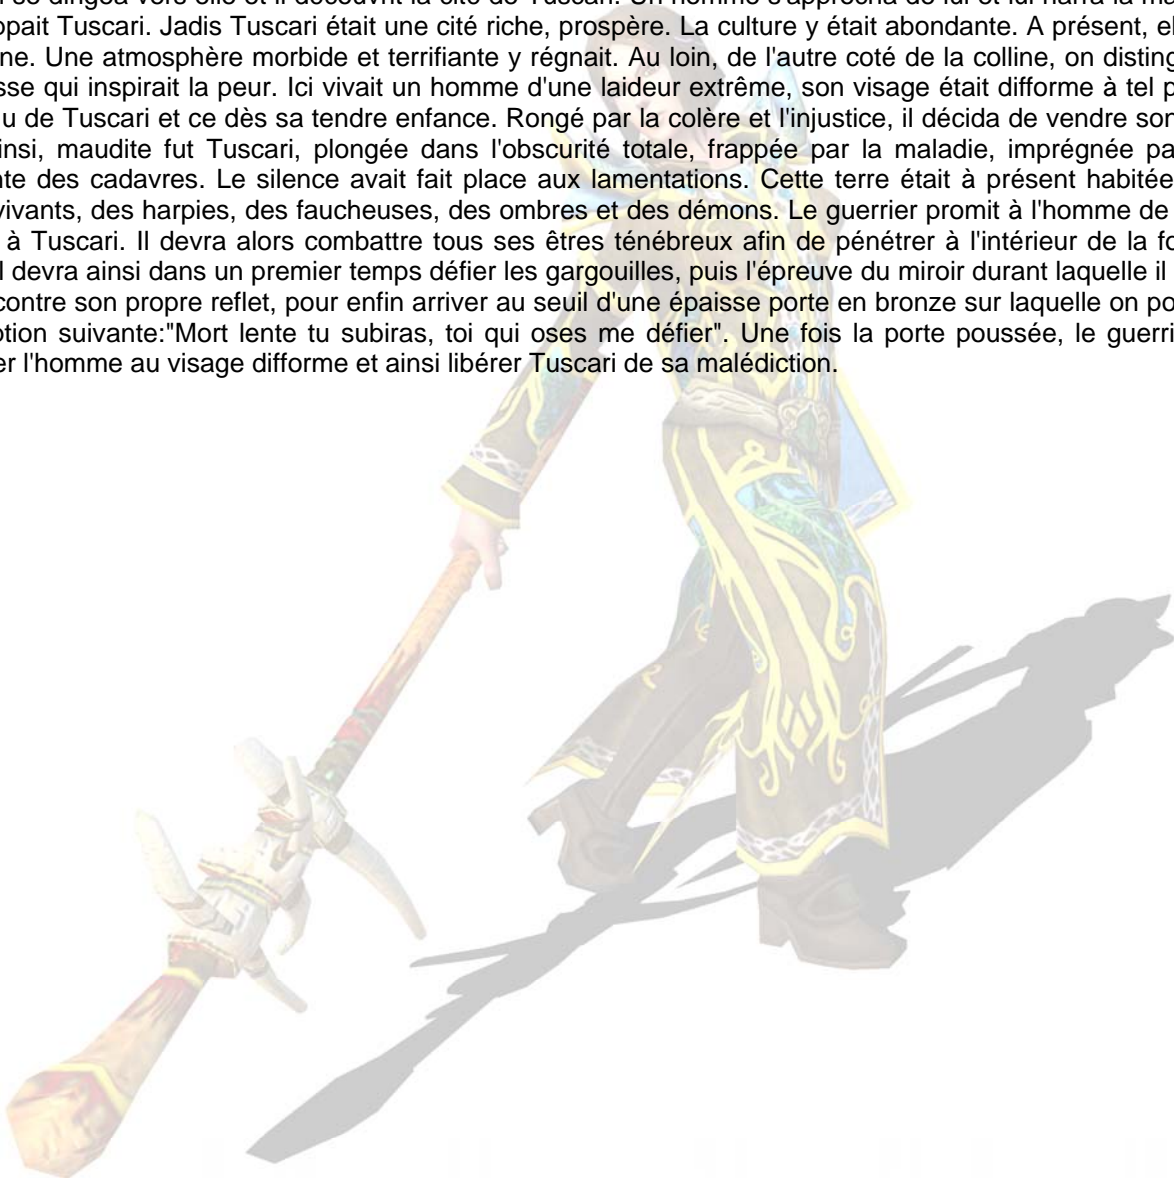 se dirigea vers elle et il découvrit la cité de Tuscari. Un homme s'approcha de lui et lui narra la
opait Tuscari. Jadis Tuscari était une cité riche, prospère. La culture y était abondante. A présent,
ne. Une atmosphère morbide et terrifiante y régnait. Au loin, de l'autre coté de la colline, on
sse qui inspirait la peur. Ici vivait un homme d'une laideur extrême, son visage était difforme à tel
u de Tuscari et ce dès sa tendre enfance. Rongé par la colère et l'injustice, il décida de vendre son
insi, maudite fut Tuscari, plongée dans l'obscurité totale, frappée par la maladie, imprégnée
nte des cadavres. Le silence avait fait place aux lamentations. Cette terre était à présent habitée
vivants, des harpies, des faucheuses, des ombres et des démons. Le guerrier promit à l'homme de
à Tuscari. Il devra alors combattre tous ses êtres ténébreux afin de pénétrer à l'intérieur de la
l devra ainsi dans un premier temps défier les gargouilles, puis l'épreuve du miroir durant laquelle il
contre son propre reflet, pour enfin arriver au seuil d'une épaisse porte en bronze sur laquelle on
otion suivante:"Mort lente tu subiras, toi qui oses me défier". Une fois la porte poussée, le
er l'homme au visage difforme et ainsi libérer Tuscari de sa malédiction.